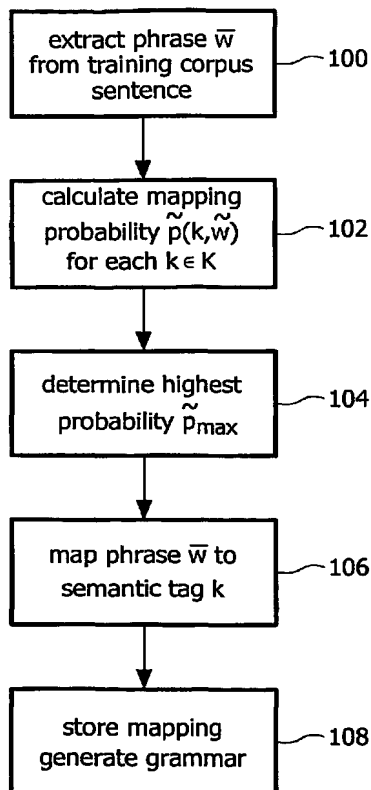 extract phrase w̅
from training corpus
sentence
100
calculate mapping
probability p̃(k,w̃)
for each k ∈ K
102
determine highest
probability p̃max
104
map phrase w̅ to
semantic tag k
106
store mapping
generate grammar
108